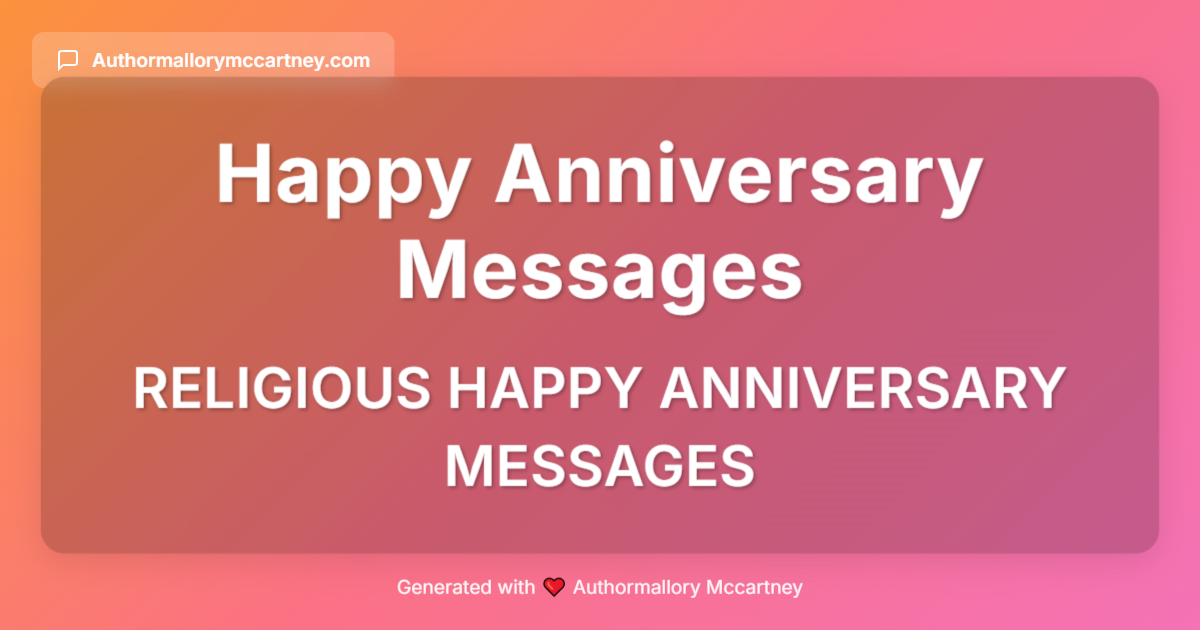 Authormallorymccartney.com
Happy Anniversary
Messages
RELIGIOUS HAPPY ANNIVERSARY
MESSAGES
Generated with ❤️ Authormallory Mccartney